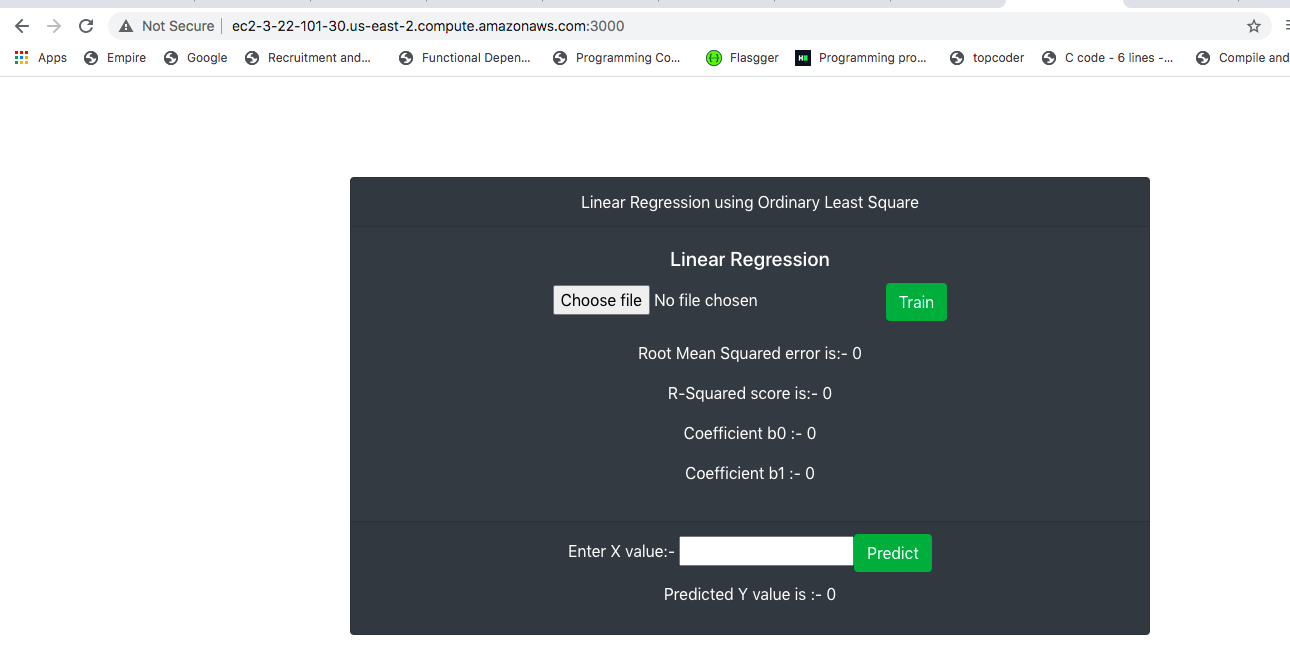 Not Secure ec2-3-22-101-30.us-east-2.compute.amazonaws.com:3000
Apps Empire Google Recruitment and... Functional Depen... Programming Co... Flasgger Programming pro... topcoder C code - 6 lines -... Compile and
Linear Regression using Ordinary Least Square
Linear Regression
Choose file No file chosen Train
Root Mean Squared error is:- 0
R-Squared score is:- 0
Coefficient b0 :- 0
Coefficient b1 :- 0
Enter X value:- Predict
Predicted Y value is :- 0